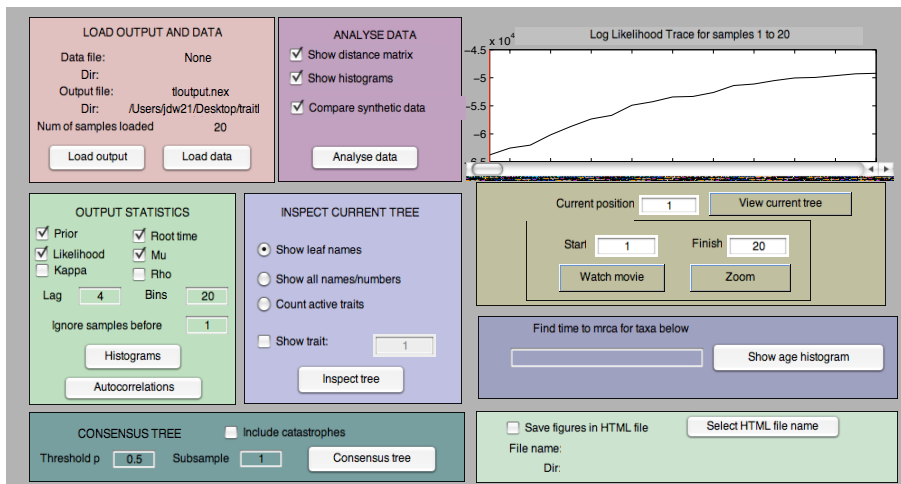 LOAD OUTPUT AND DATA
Data file: None
Dir:
Output file: tloutput.nex
Dir: /Users/jdw21/Desktop/traitl
Num of samples loaded 20
Load output Load data
ANALYSE DATA
Show distance matrix
Show histograms
Compare synthetic data
Analyse data
Log Likelihood Trace for samples 1 to 20
x 10^4
-4.5
-5
-5.5
-6
-6.5
OUTPUT STATISTICS
Prior Root time
Likelihood Mu
Kappa Rho
Lag 4 Bins 20
Ignore samples before 1
Histograms
Autocorrelations
INSPECT CURRENT TREE
Show leaf names
Show all names/numbers
Count active traits
Show trait: 1
Inspect tree
Current position 1 View current tree
Start 1 Finish 20
Watch movie Zoom
Find time to mrca for taxa below
Show age histogram
CONSENSUS TREE Include catastrophes
Threshold p 0.5 Subsample 1 Consensus tree
Save figures in HTML file Select HTML file name
File name:
Dir: